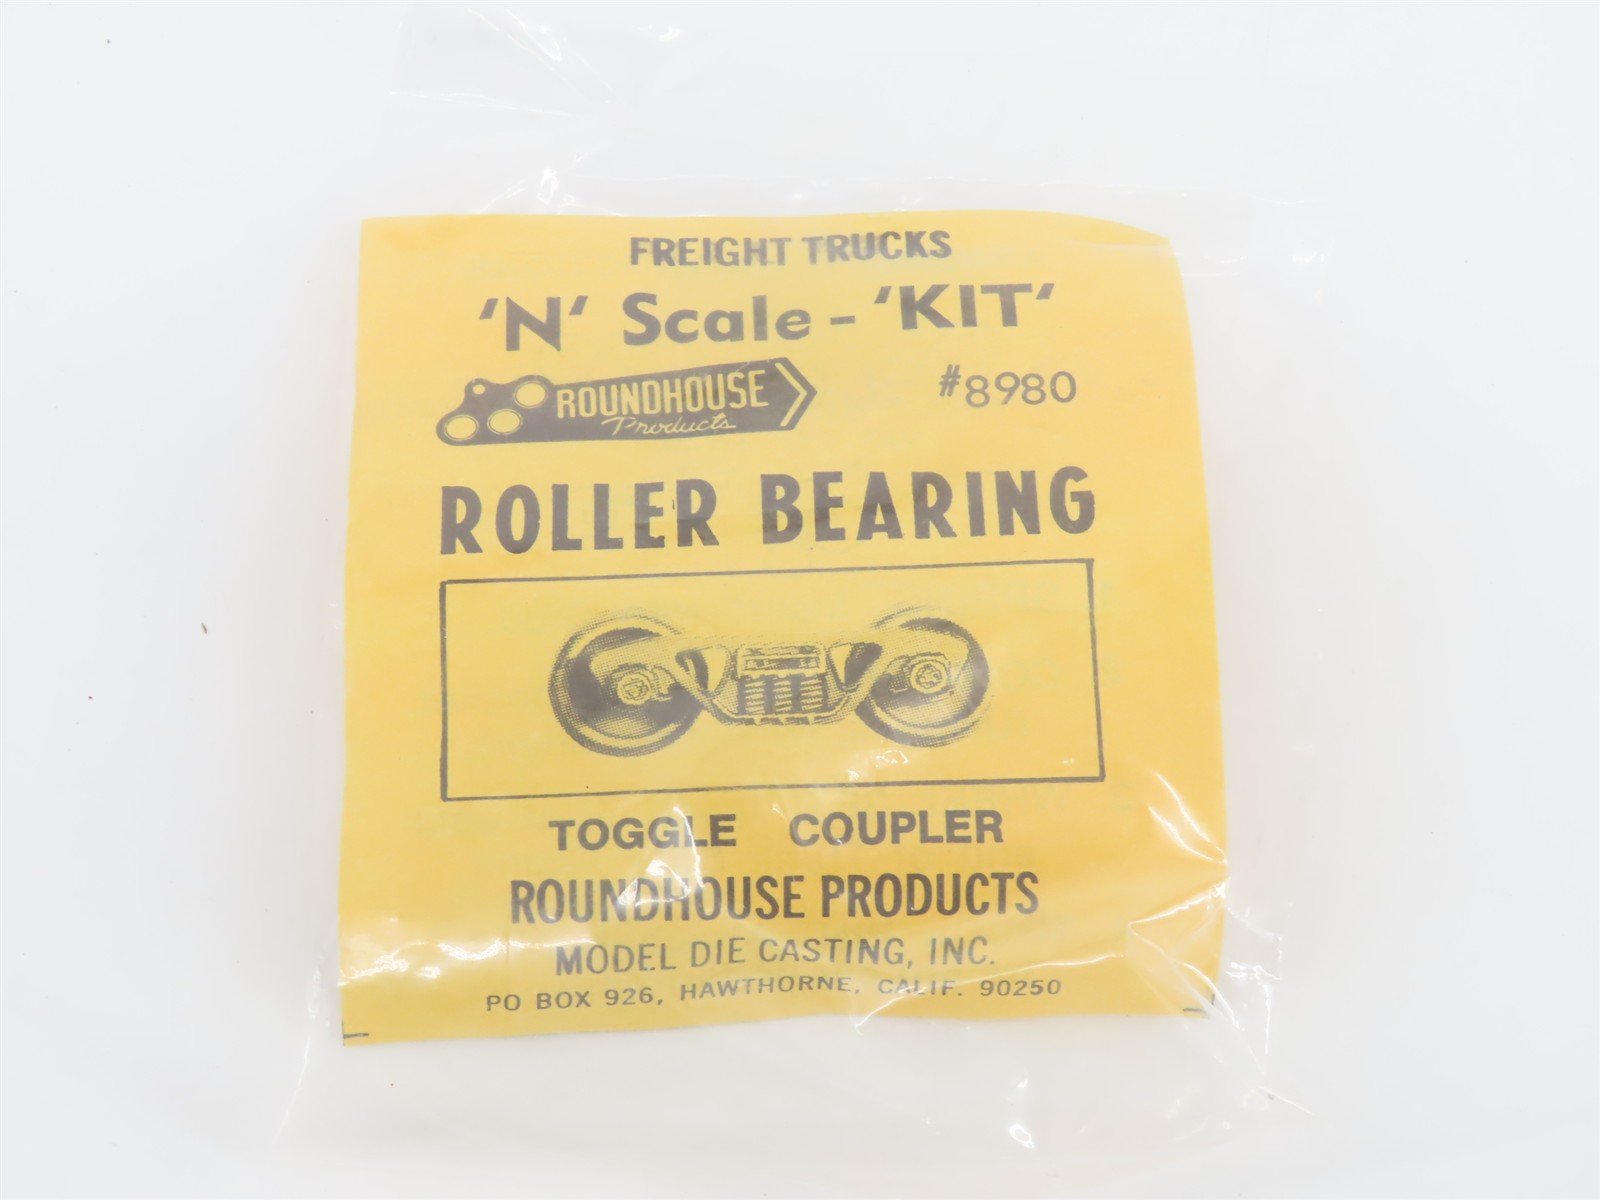 FREIGHT TRUCKS
'N' Scale - 'KIT'
ROUNDHOUSE
Products
#8980
ROLLER BEARING
TOGGLE COUPLER
ROUNDHOUSE PRODUCTS
MODEL DIE CASTING, INC.
PO BOX 926, HAWTHORNE, CALIF. 90250